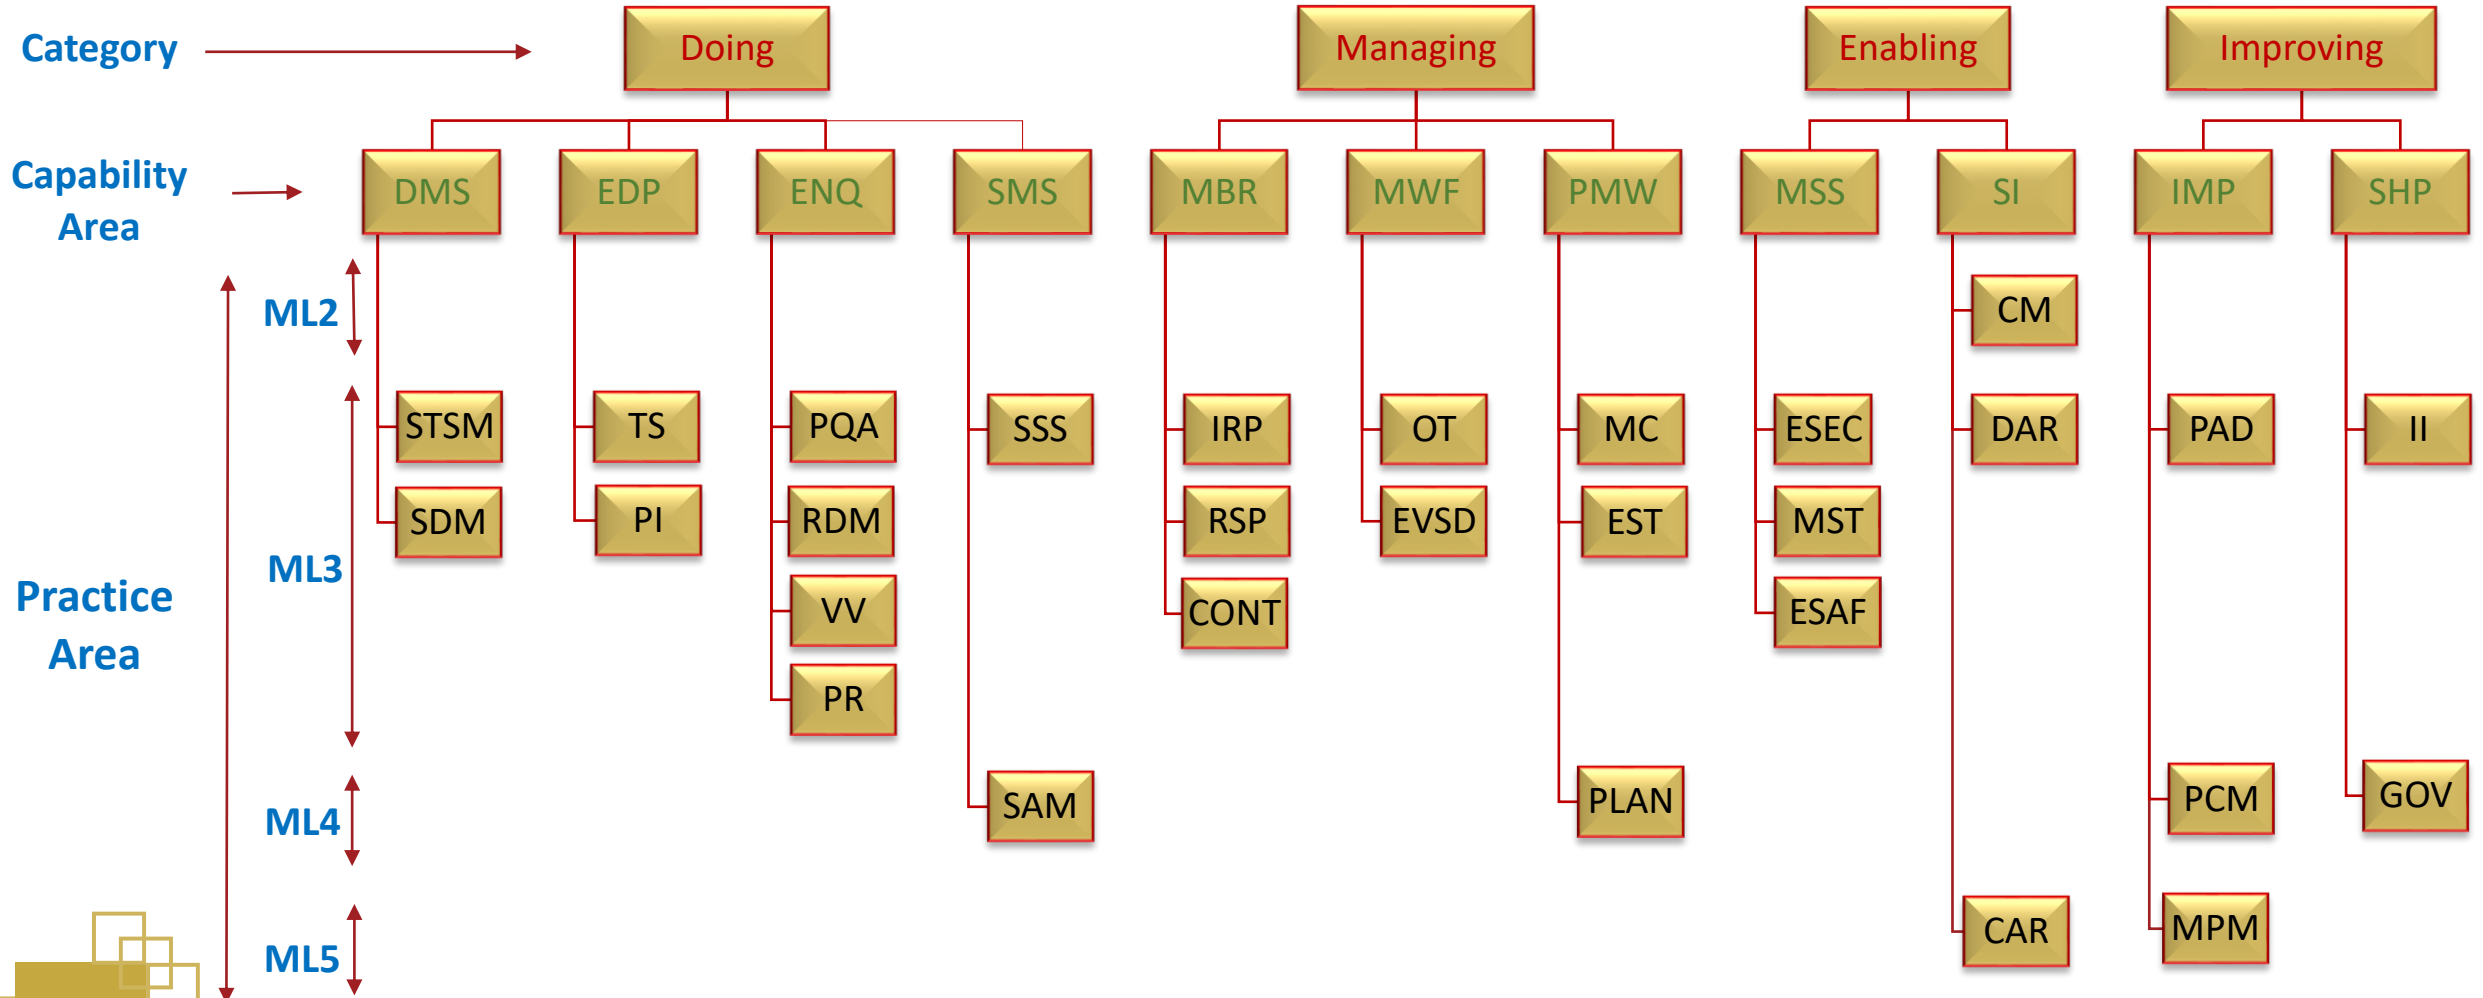 Category
Doing
Managing
Enabling
Improving
Capability
Area
DMS
EDP
ENQ
SMS
MBR
MWF
PMW
MSS
SI
IMP
SHP
Practice
Area
ML2
CM
ML3
STSM
TS
PQA
SSS
IRP
OT
MC
ESEC
DAR
PAD
II
SDM
PI
RDM
RSP
EVSD
EST
MST
VV
CONT
ESAF
PR
ML4
SAM
PLAN
PCM
GOV
ML5
CAR
MPM